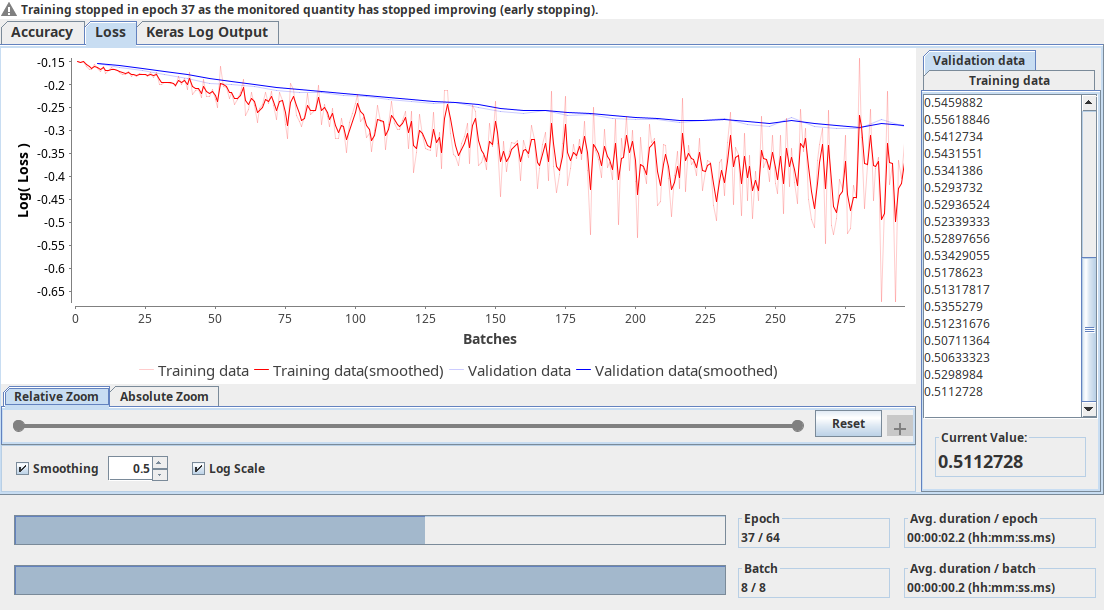 Training stopped in epoch 37 as the monitored quantity has stopped improving (early stopping).
Accuracy Loss Keras Log Output
-0.15
-0.2
-0.25
-0.3
-0.35
-0.4
-0.45
-0.5
-0.55
-0.6
-0.65
Log( Loss )
0 25 50 75 100 125 150 175 200 225 250 275
Batches
Training data Training data(smoothed) Validation data Validation data(smoothed)
Relative Zoom Absolute Zoom
Reset +
Smoothing 0.5 Log Scale
Validation data
Training data
0.5459882
0.55618846
0.5412734
0.5431551
0.5341386
0.5293732
0.52936524
0.52339333
0.52897656
0.53429055
0.5178623
0.51317817
0.5355279
0.51231676
0.50711364
0.50633323
0.5298984
0.5112728
Current Value:
0.5112728
Epoch
37 / 64
Avg. duration / epoch
00:00:02.2 (hh:mm:ss.ms)
Batch
8 / 8
Avg. duration / batch
00:00:00.2 (hh:mm:ss.ms)